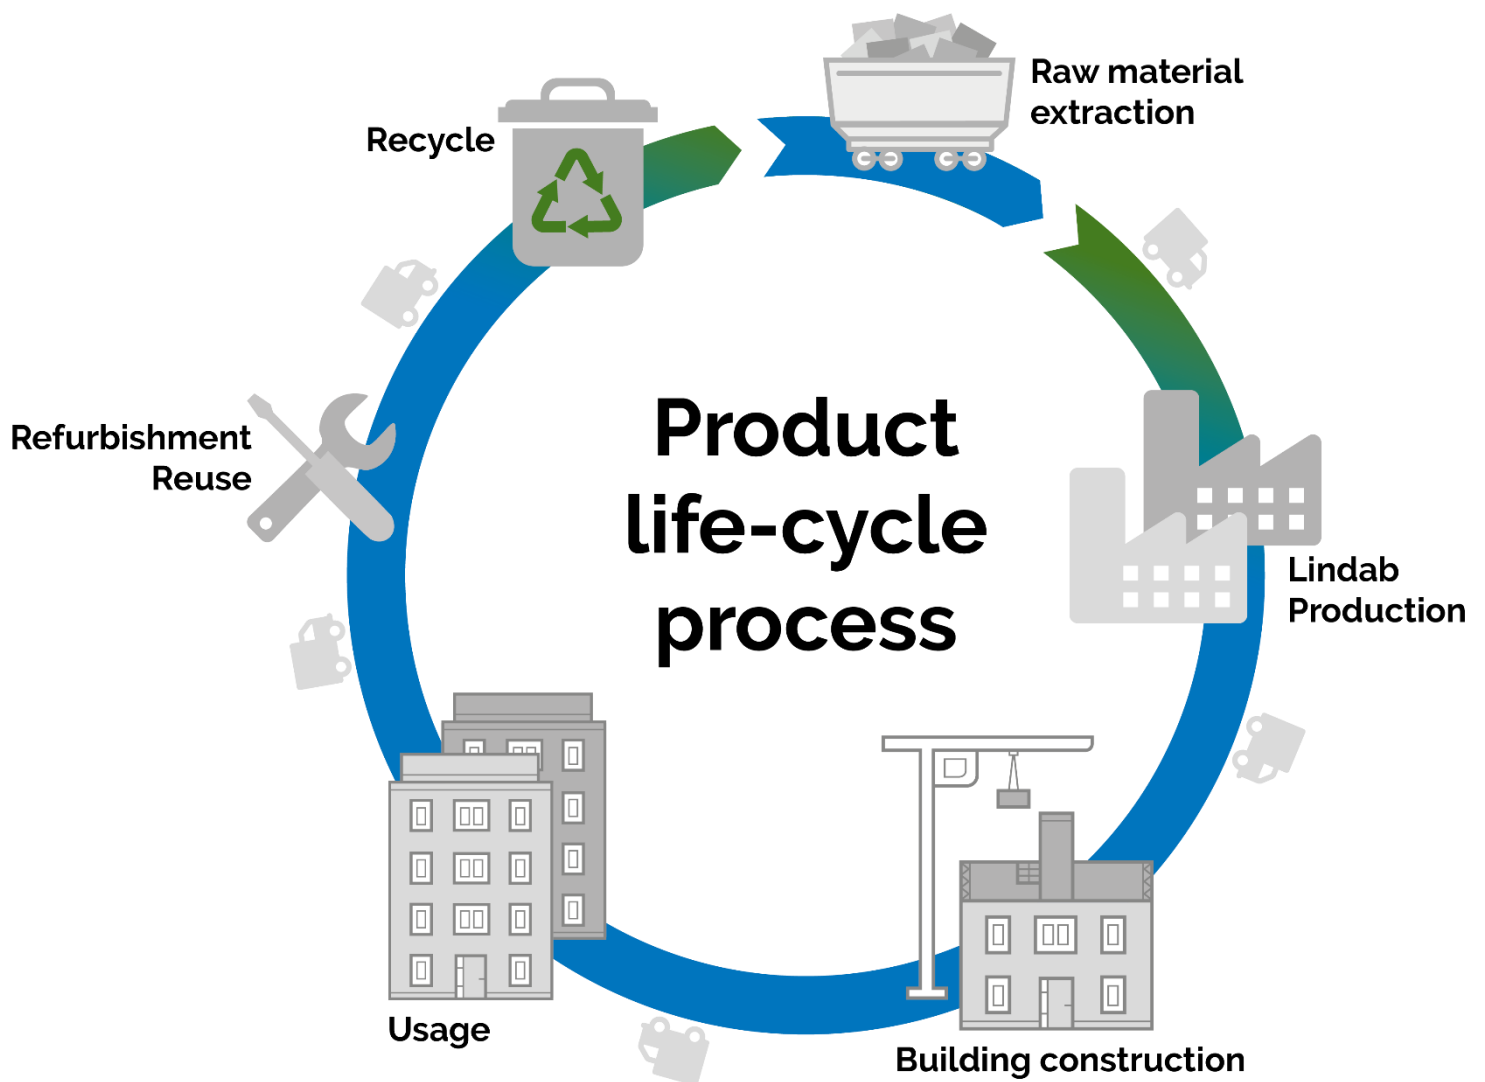 Product
life-cycle
process
Raw material
extraction
Lindab
Production
Building construction
Usage
Refurbishment
Reuse
Recycle